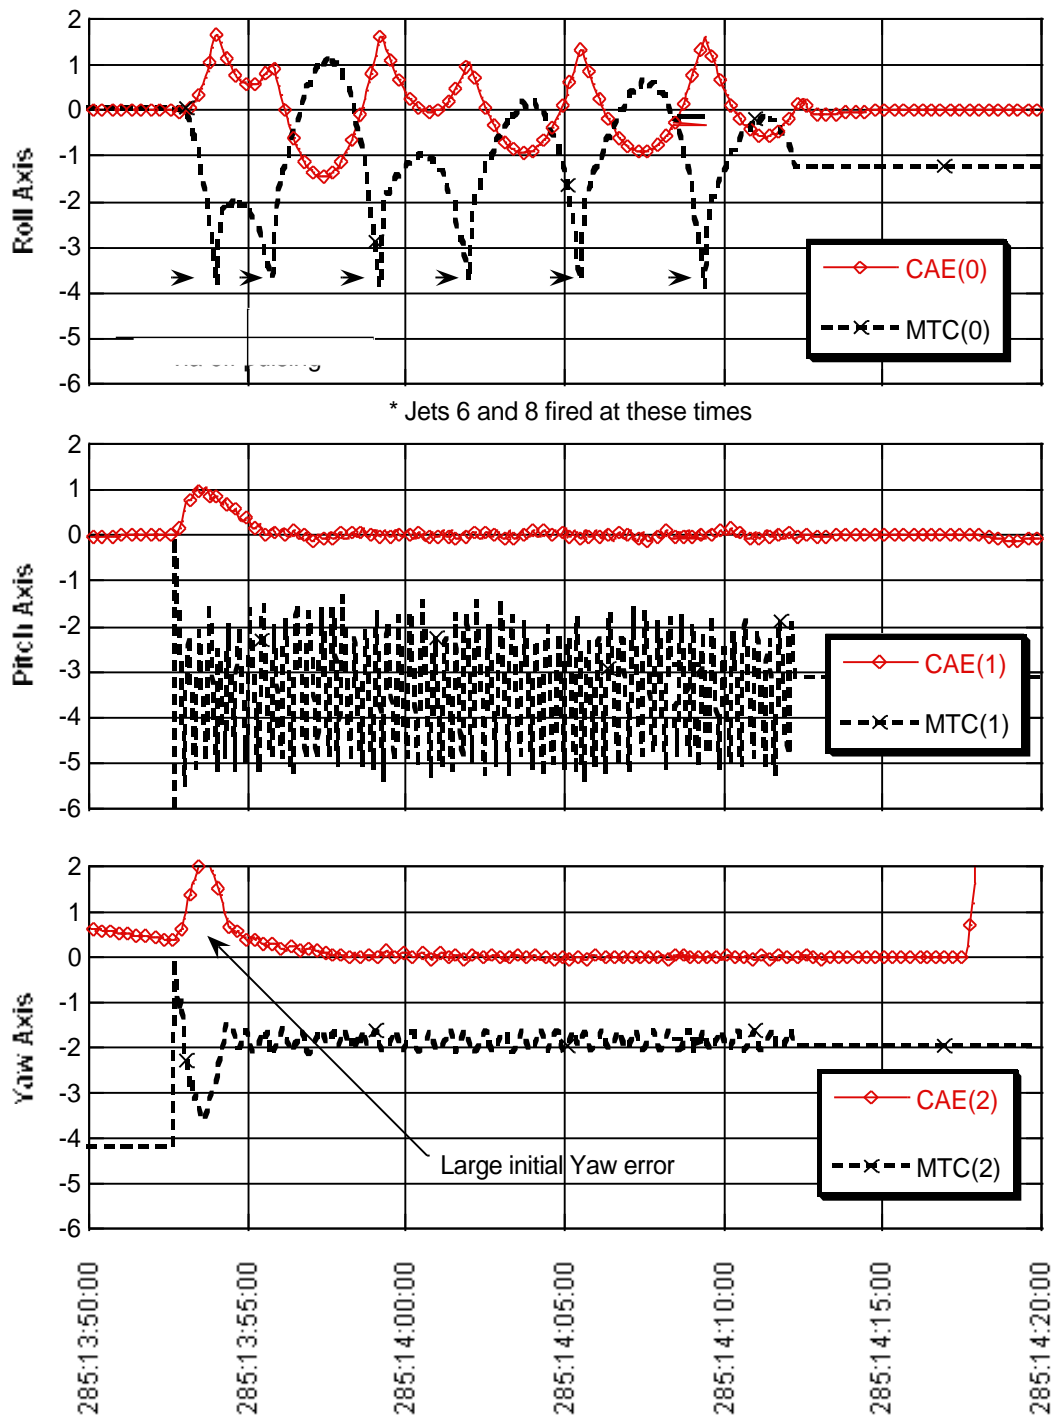 2
1
0
-1
-2
-3
-4
-5
-6
Roll Axis
CAE(0)
MTC(0)
pulsing
* Jets 6 and 8 fired at these times
2
1
0
-1
-2
-3
-4
-5
-6
Pitch Axis
CAE(1)
MTC(1)
2
1
0
-1
-2
-3
-4
-5
-6
Yaw Axis
CAE(2)
MTC(2)
Large initial Yaw error
285:13:50:00
285:13:55:00
285:14:00:00
285:14:05:00
285:14:10:00
285:14:15:00
285:14:20:00